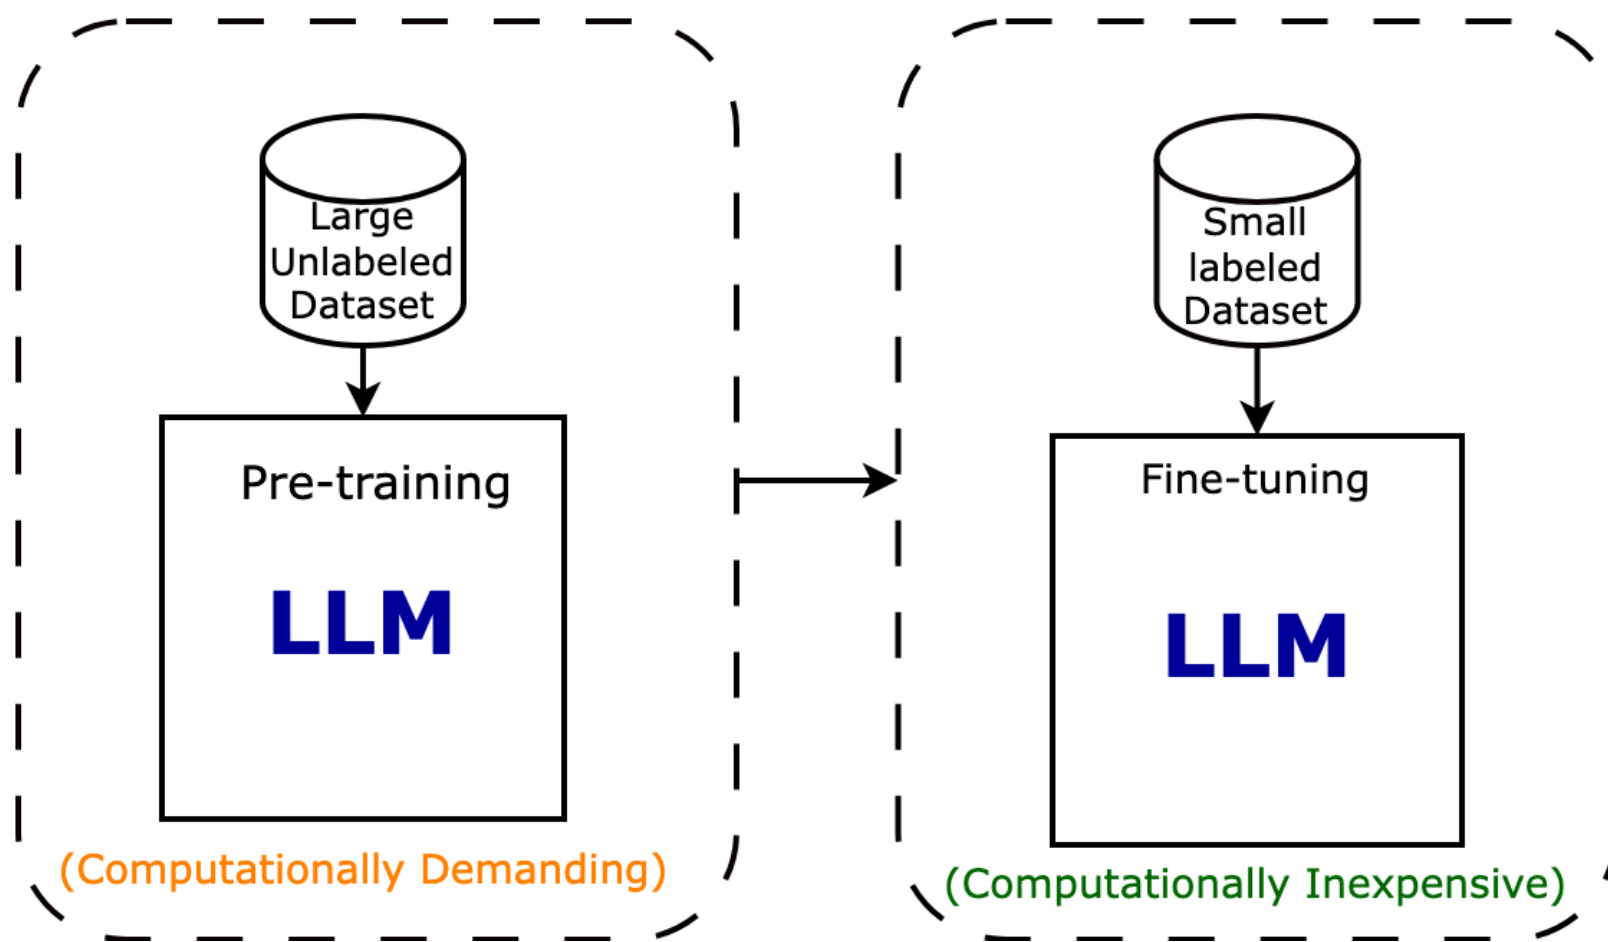 Large
Unlabeled
Dataset
Pre-training
LLM
(Computationally Demanding)
Small
labeled
Dataset
Fine-tuning
LLM
(Computationally Inexpensive)